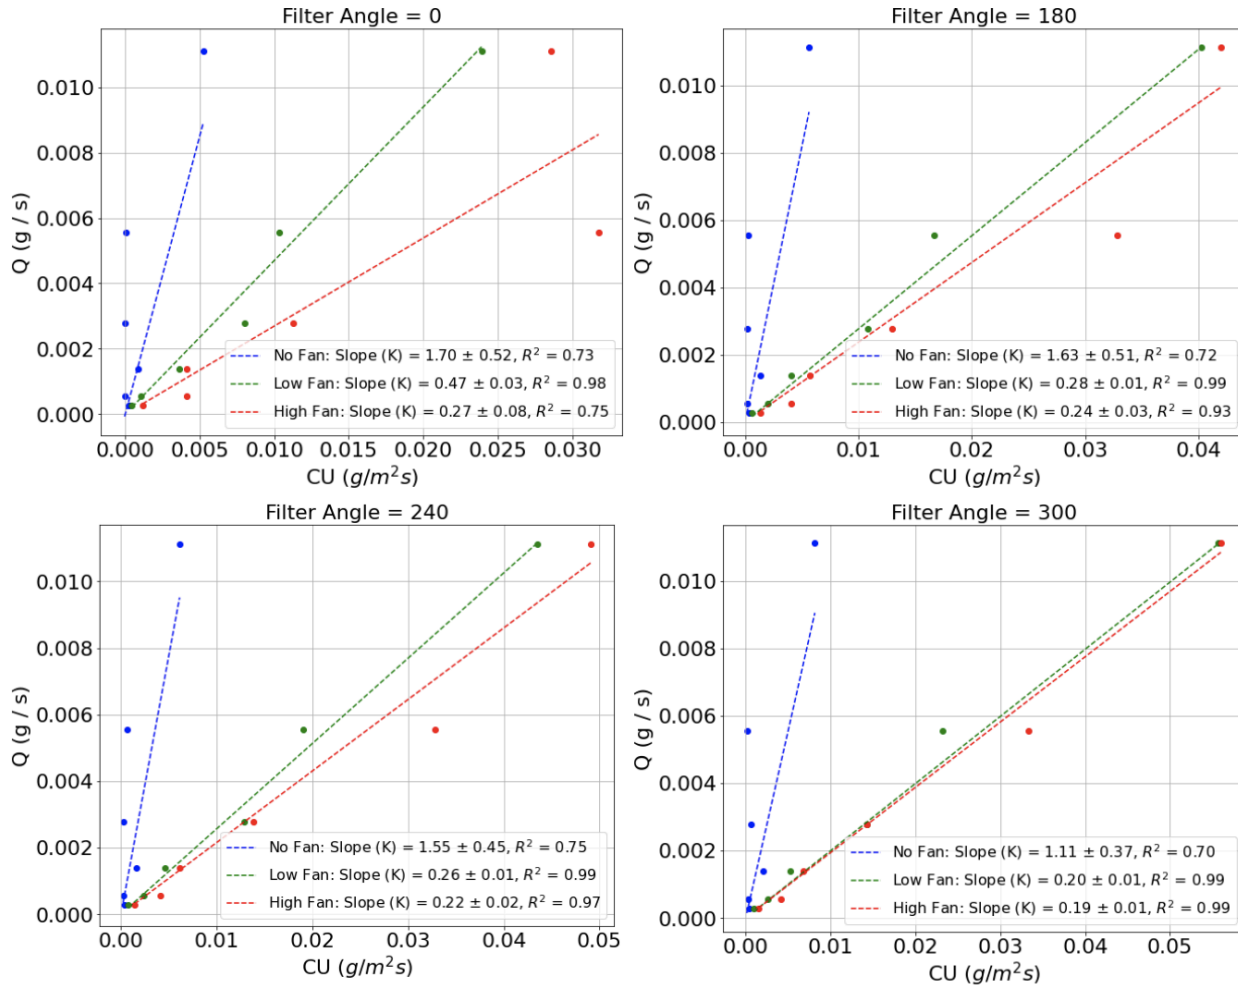 Filter Angle = 0
0.010
0.008
0.006
0.004
0.002
0.000
Q (g / s)
No Fan: Slope (K) = 1.70 ± 0.52, R² = 0.73
Low Fan: Slope (K) = 0.47 ± 0.03, R² = 0.98
High Fan: Slope (K) = 0.27 ± 0.08, R² = 0.75
0.000 0.005 0.010 0.015 0.020 0.025 0.030
CU (g/m²s)
Filter Angle = 180
0.010
0.008
0.006
0.004
0.002
0.000
Q (g / s)
No Fan: Slope (K) = 1.63 ± 0.51, R² = 0.72
Low Fan: Slope (K) = 0.28 ± 0.01, R² = 0.99
High Fan: Slope (K) = 0.24 ± 0.03, R² = 0.93
0.00 0.01 0.02 0.03 0.04
CU (g/m²s)
Filter Angle = 240
0.010
0.008
0.006
0.004
0.002
0.000
Q (g / s)
No Fan: Slope (K) = 1.55 ± 0.45, R² = 0.75
Low Fan: Slope (K) = 0.26 ± 0.01, R² = 0.99
High Fan: Slope (K) = 0.22 ± 0.02, R² = 0.97
0.00 0.01 0.02 0.03 0.04 0.05
CU (g/m²s)
Filter Angle = 300
0.010
0.008
0.006
0.004
0.002
0.000
Q (g / s)
No Fan: Slope (K) = 1.11 ± 0.37, R² = 0.70
Low Fan: Slope (K) = 0.20 ± 0.01, R² = 0.99
High Fan: Slope (K) = 0.19 ± 0.01, R² = 0.99
0.00 0.01 0.02 0.03 0.04 0.05
CU (g/m²s)